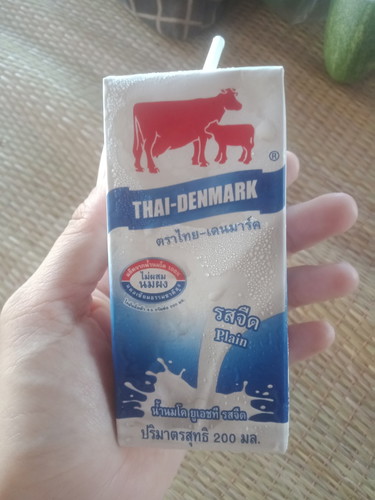 ®
THAI-DENMARK
ตราไทย-เดนมาร์ค
ไม่ผสม
นมผง
รสจืด
Plain
น้ำนมโค ยูเอชที รสจืด
ปริมาตรสุทธิ 200 มล.